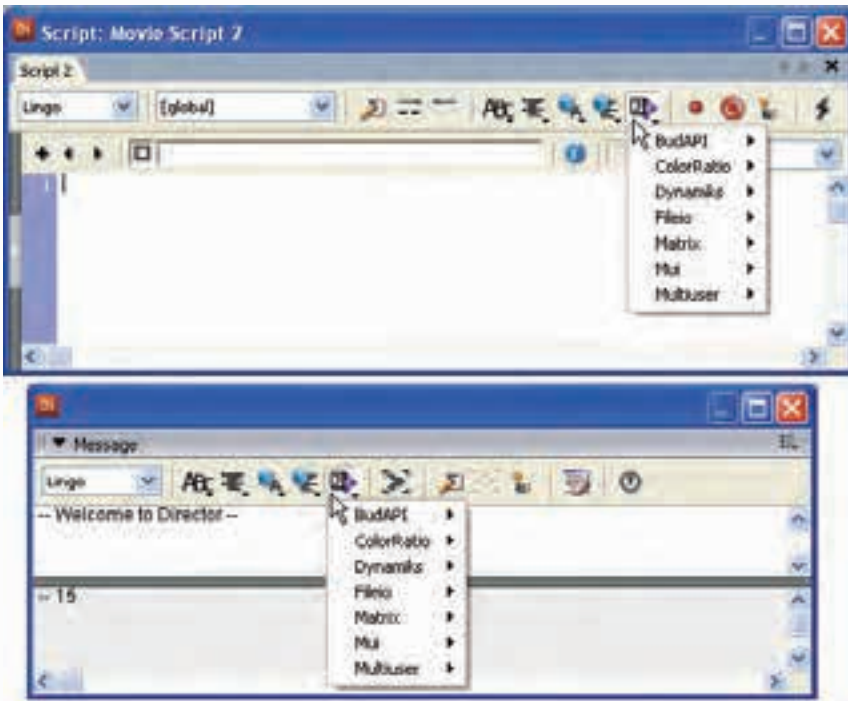 Script: Movie Script 2
Script 2
Lingo [global]
BudAPI
ColorRatio
Dynamiks
Fileio
Matrix
Mui
Multiuser
1
Message
Lingo
-- Welcome to Director --
BudAPI
ColorRatio
Dynamiks
Fileio
Matrix
Mui
Multiuser
-- 15